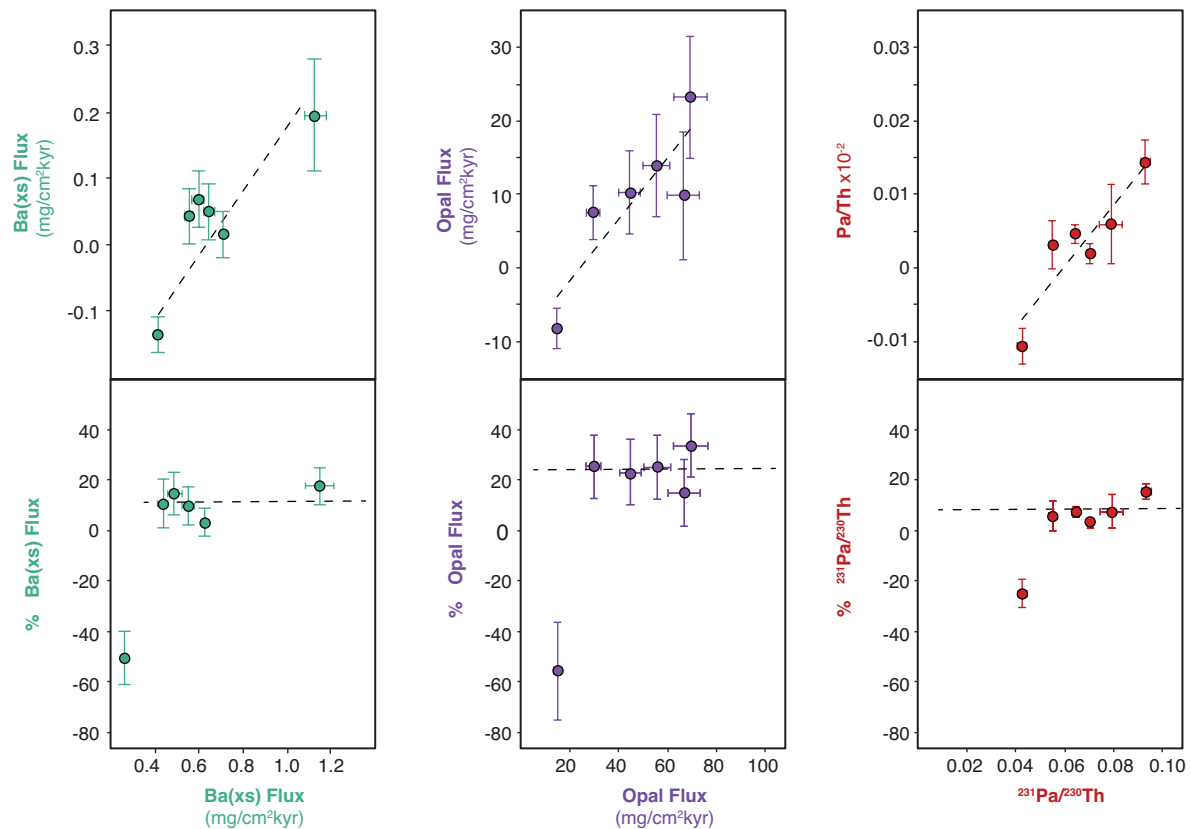 0.3
0.2
0.1
0.0
-0.1
Ba(xs) Flux
(mg/cm²kyr)
30
20
10
0
-10
Opal Flux
(mg/cm²kyr)
0.03
0.02
0.01
0
-0.01
Pa/Th x10⁻²
40
20
0
-20
-40
-60
-80
% Ba(xs) Flux
0.4 0.6 0.8 1.0 1.2
Ba(xs) Flux
(mg/cm²kyr)
40
20
0
-20
-40
-60
-80
% Opal Flux
20 40 60 80 100
Opal Flux
(mg/cm²kyr)
40
20
0
-20
-40
-60
-80
% ²³¹Pa/²³⁰Th
0.02 0.04 0.06 0.08 0.10
²³¹Pa/²³⁰Th